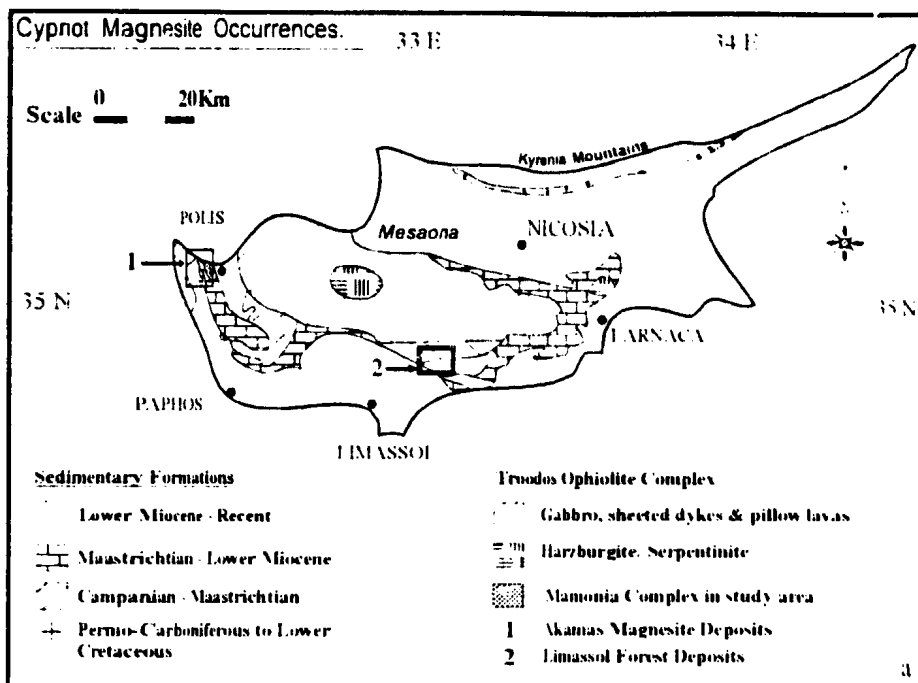 Cypriot Magnesite Occurrences.
33 E
34 E
0 20Km
Scale
Kyrenia Mountains
POLIS
Mesaoria
NICOSIA
N
1
35 N
35 N
LARNACA
2
PAPHOS
LIMASSOL
Sedimentary Formations
Lower Miocene - Recent
Maastrichtian - Lower Miocene
Campanian - Maastrichtian
Permo-Carboniferous to Lower
Cretaceous
Troodos Ophiolite Complex
Gabbro, sheeted dykes & pillow lavas
Harzburgite, Serpentinite
Mamonia Complex in study area
1 Akamas Magnesite Deposits
2 Limassol Forest Deposits
a